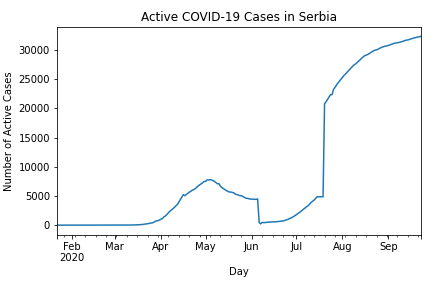 Active COVID-19 Cases in Serbia
Number of Active Cases
30000
25000
20000
15000
10000
5000
0
Feb Mar Apr May Jun Jul Aug Sep
2020
Day